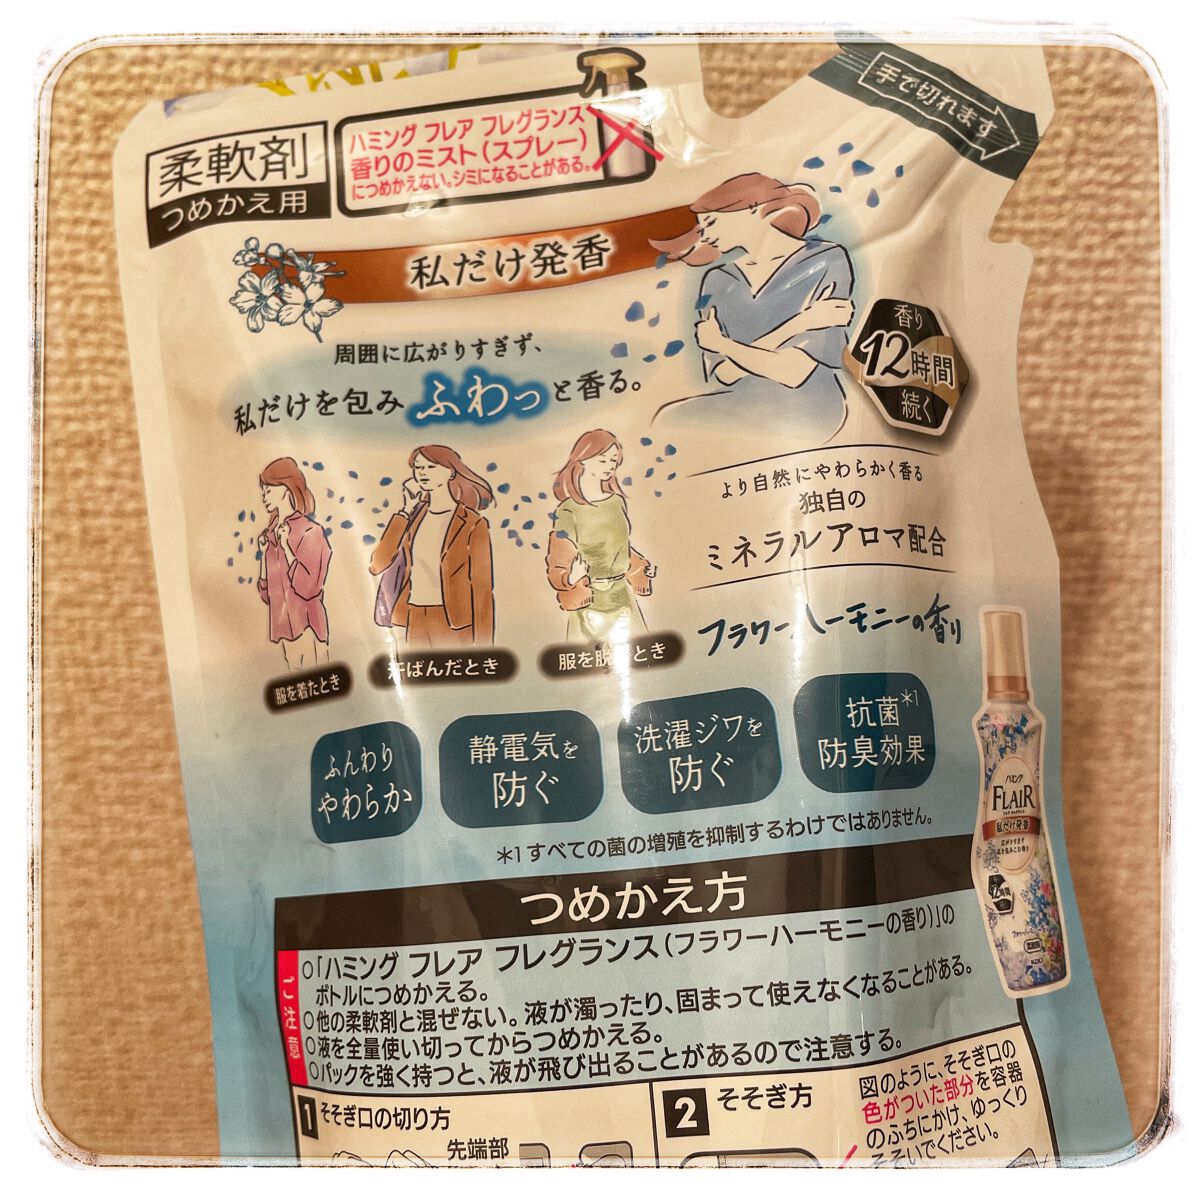 柔軟剤
つめかえ用
ハミング フレア フレグランス
香りのミスト(スプレー)
につめかえない。シミになることがある。
手で切れます
私だけ発香
周囲に広がりすぎず、
私だけを包みふわっと香る。
香り
12時間
続く
より自然にやわらかく香る
独自の
ミネラルアロマ配合
フラワーハーモニーの香り
服を着たとき
汗ばんだとき
服を脱 とき
ふんわり
やわらか
静電気を
防ぐ
洗濯ジワを
防ぐ
抗菌*1
防臭効果
*1すべての菌の増殖を抑制するわけではありません。
ハミング
FLAIR
私だけ発香
12時間
KAO
つめかえ方
ご注意
○「ハミング フレア フレグランス(フラワーハーモニーの香り)」の
ボトルにつめかえる。
○他の柔軟剤と混ぜない。液が濁ったり、固まって使えなくなることがある。
○液を全量使い切ってからつめかえる。
○パックを強く持つと、液が飛び出ることがあるので注意する。
1 そそぎ口の切り方
先端部
2 そそぎ方
図のように、そそぎ口の
色がついた部分を容器
のふちにかけ、ゆっくり
そそいでください。